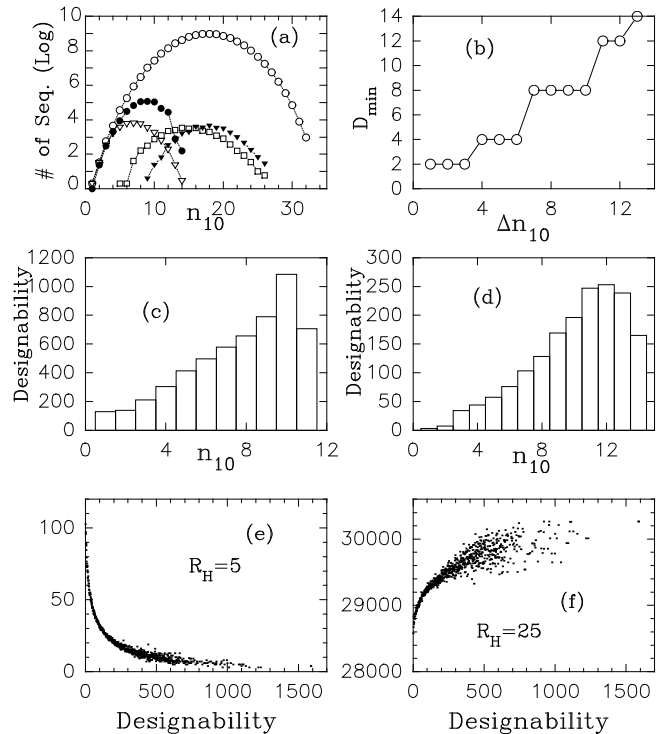 (a)
# of Seq. (Log)
10
8
6
4
2
0
0 10 20 30
n10
(b)
Dmin
14
12
10
8
6
4
2
0
0 4 8 12
Δn10
(c)
Designability
1200
1000
800
600
400
200
0
0 4 8 12
n10
(d)
Designability
300
250
200
150
100
50
0
0 4 8 12
n10
(e)
RH=5
100
50
0
0 500 1000 1500
Designability
(f)
RH=25
30000
29000
28000
0 500 1000 1500
Designability